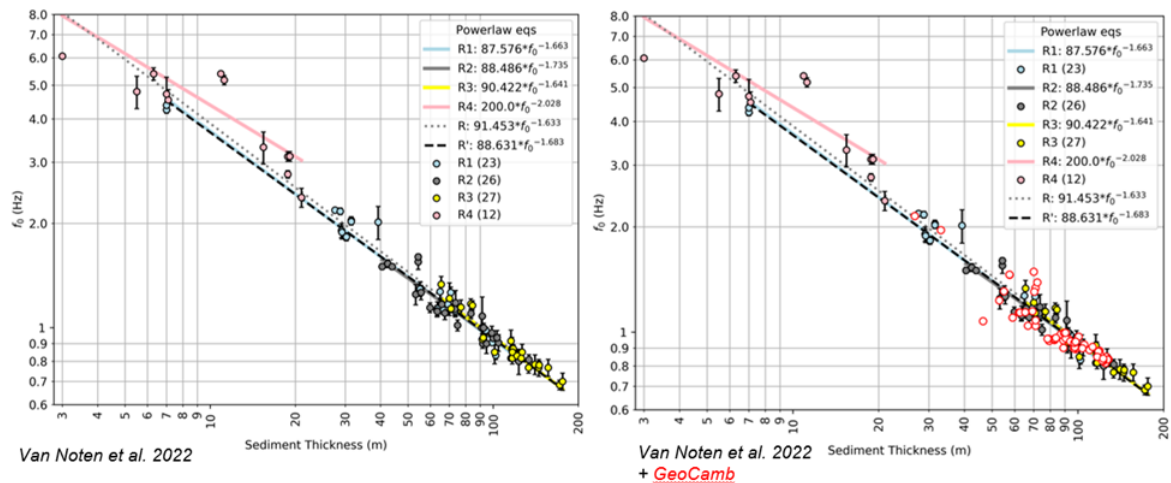 8.0
7.0
6.0
5.0
4.0
3.0
2.0
1
0.9
0.8
0.7
0.6
f₀ (Hz)
Powerlaw eqs
R1: 87.576*f₀^-1.663
R2: 88.486*f₀^-1.735
R3: 90.422*f₀^-1.641
R4: 200.0*f₀^-2.028
R: 91.453*f₀^-1.633
R': 88.631*f₀^-1.683
R1 (23)
R2 (26)
R3 (27)
R4 (12)
3 4 5 6 7 8 9 10 20 30 40 50 60 70 80 90 100 200
Sediment Thickness (m)
Van Noten et al. 2022
8.0
7.0
6.0
5.0
4.0
3.0
2.0
1
0.9
0.8
0.7
0.6
f₀ (Hz)
Powerlaw eqs
R1: 87.576*f₀^-1.663
R1 (23)
R2: 88.486*f₀^-1.735
R2 (26)
R3: 90.422*f₀^-1.641
R3 (27)
R4: 200.0*f₀^-2.028
R4 (12)
R: 91.453*f₀^-1.633
R': 88.631*f₀^-1.683
3 4 5 6 7 8 9 10 20 30 40 50 60 70 80 90 100 200
Sediment Thickness (m)
Van Noten et al. 2022
+ GeoCamb